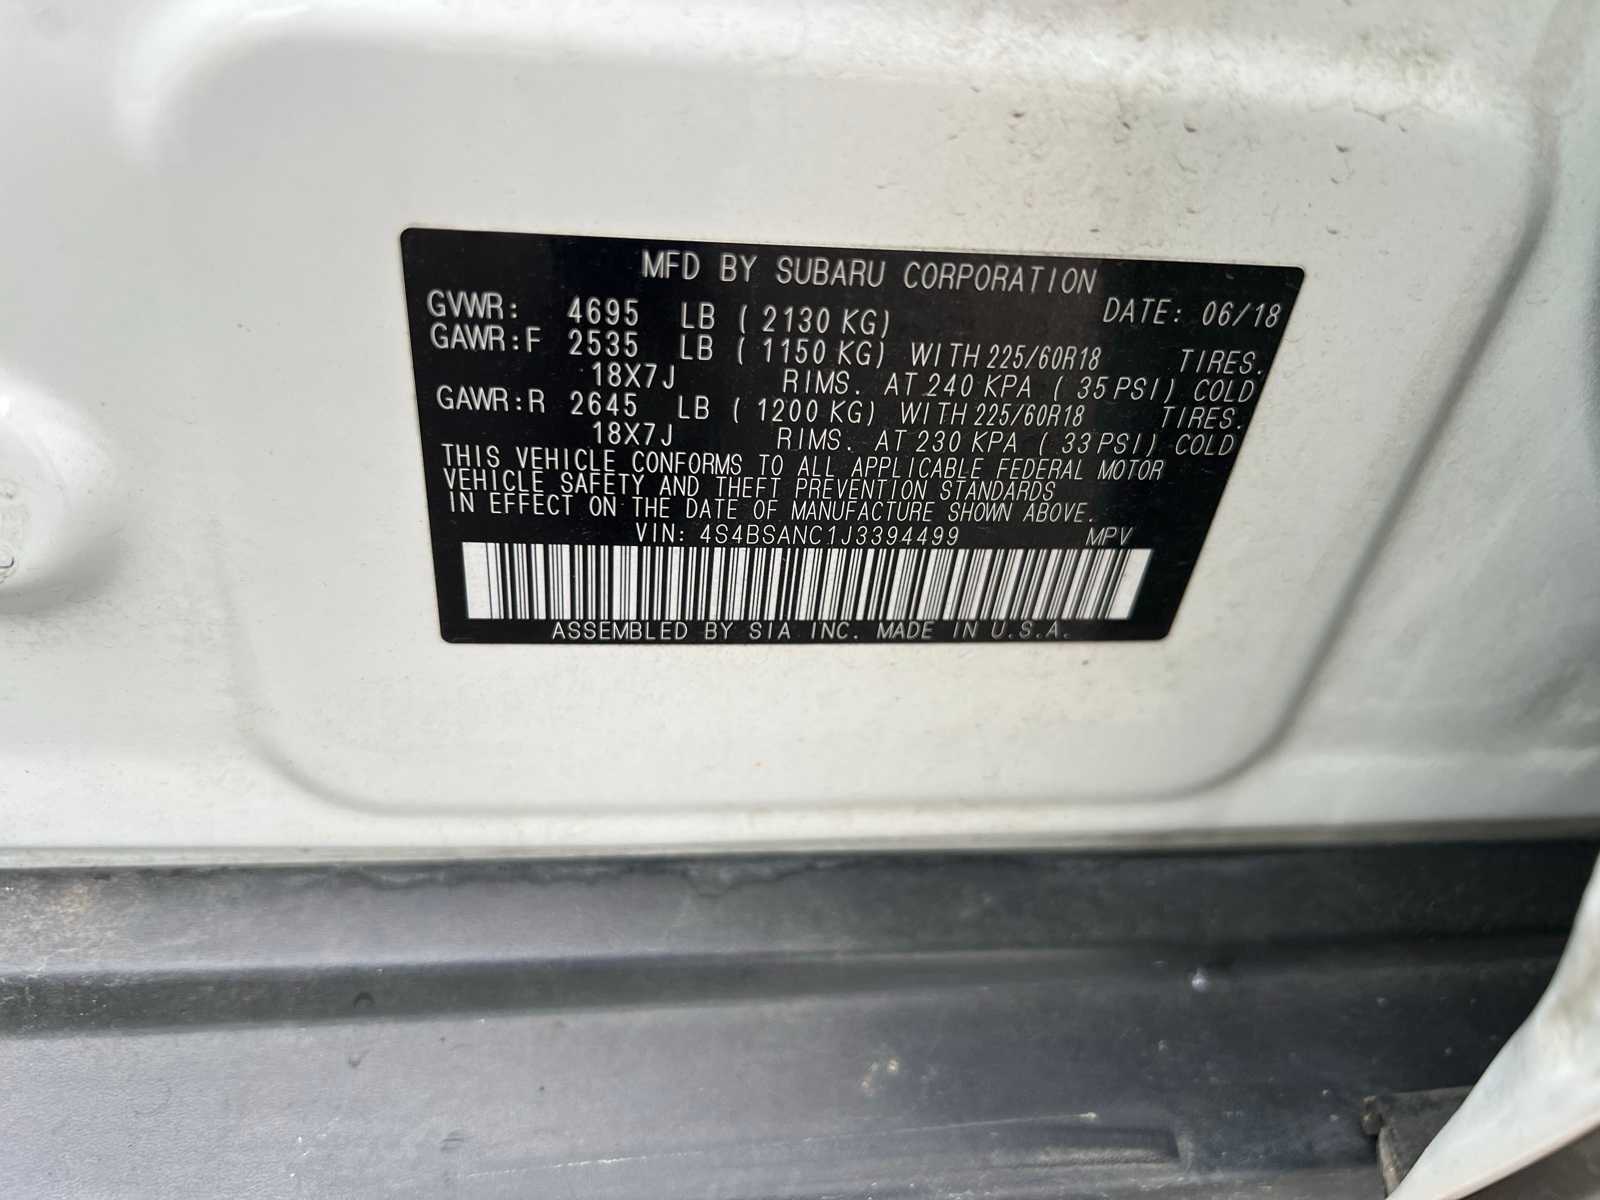 MFD BY SUBARU CORPORATION
GVWR: 4695 LB ( 2130 KG) DATE: 06/18
GAWR:F 2535 LB ( 1150 KG) WITH 225/60R18 TIRES.
18X7J RIMS. AT 240 KPA ( 35 PSI) COLD
GAWR:R 2645 LB ( 1200 KG) WITH 225/60R18 TIRES.
18X7J RIMS. AT 230 KPA ( 33 PSI) COLD
THIS VEHICLE CONFORMS TO ALL APPLICABLE FEDERAL MOTOR
VEHICLE SAFETY AND THEFT PREVENTION STANDARDS
IN EFFECT ON THE DATE OF MANUFACTURE SHOWN ABOVE.
VIN: 4S4BSANC1J3394499 MPV
ASSEMBLED BY SIA INC. MADE IN U.S.A.